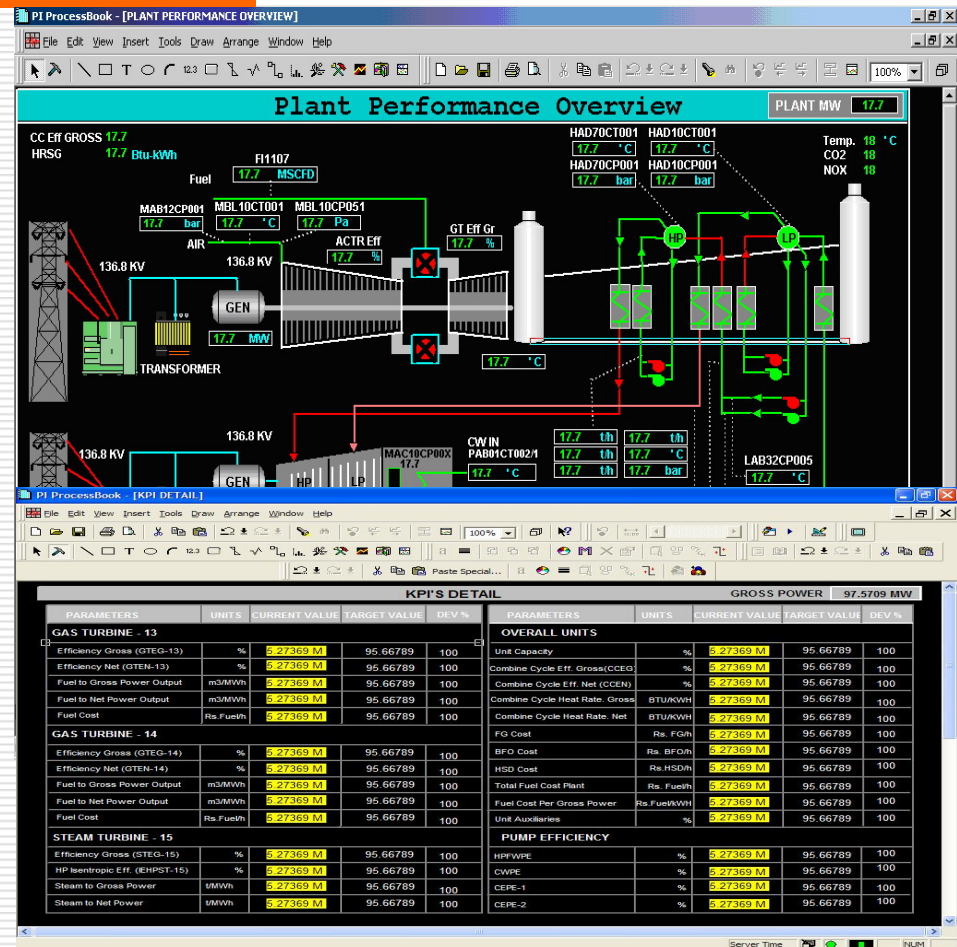 PI ProcessBook - [PLANT PERFORMANCE OVERVIEW]
File Edit View Insert Tools Draw Arrange Window Help
T 123 100%
Plant Performance Overview PLANT MW 17.7
CC Eff GROSS 17.7
HRSG 17.7 Btu-kWh
FI1107
Fuel 17.7 MSCFD
HAD70CT001 HAD10CT001
17.7 'C 17.7 'C
HAD70CP001 HAD10CP001
17.7 bar 17.7 bar
Temp. 18 'C
CO2 18
NOX 18
MAB12CP001 MBL10CT001 MBL10CP051
17.7 bar 17.7 'C 17.7 Pa
AIR
ACTR Eff
17.7 %
GT Eff Gr
17.7 %
HP LP
136.8 KV 136.8 KV
GEN
17.7 MW
TRANSFORMER
17.7 'C
136.8 KV
136.8 KV
GEN HP LP
MAC10CP00X
17.7
CW IN
PAB01CT002/1
17.7 'C
17.7 t/h 17.7 t/h
17.7 t/h 17.7 'C
17.7 t/h 17.7 bar
LAB32CP005
17.7 'C
PI ProcessBook - [KPI DETAIL]
File Edit View Insert Tools Draw Arrange Window Help
100%
T 123 a M
Paste Special... a
KPI'S DETAIL GROSS POWER 97.5709 MW
PARAMETERS UNITS CURRENT VALUE TARGET VALUE DEV %
GAS TURBINE - 13
Efficiency Gross (GTEG-13) % 5.27369 M 95.66789 100
Efficiency Net (GTEN-13) % 5.27369 M 95.66789 100
Fuel to Gross Power Output m3/MWh 5.27369 M 95.66789 100
Fuel to Net Power Output m3/MWh 5.27369 M 95.66789 100
Fuel Cost Rs.Fuel/h 5.27369 M 95.66789 100
GAS TURBINE - 14
Efficiency Gross (GTEG-14) % 5.27369 M 95.66789 100
Efficiency Net (GTEN-14) % 5.27369 M 95.66789 100
Fuel to Gross Power Output m3/MWh 5.27369 M 95.66789 100
Fuel to Net Power Output m3/MWh 5.27369 M 95.66789 100
Fuel Cost Rs.Fuel/h 5.27369 M 95.66789 100
STEAM TURBINE - 15
Efficiency Gross (STEG-15) % 5.27369 M 95.66789 100
HP Isentropic Eff. (IEHPST-15) % 5.27369 M 95.66789 100
Steam to Gross Power t/MWh 5.27369 M 95.66789 100
Steam to Net Power t/MWh 5.27369 M 95.66789 100
PARAMETERS UNITS CURRENT VALUE TARGET VALUE DEV %
OVERALL UNITS
Unit Capacity % 5.27369 M 95.66789 100
Combine Cycle Eff. Gross(CCEG) % 5.27369 M 95.66789 100
Combine Cycle Eff. Net (CCEN) % 5.27369 M 95.66789 100
Combine Cycle Heat Rate. Gross BTU/KWH 5.27369 M 95.66789 100
Combine Cycle Heat Rate. Net BTU/KWH 5.27369 M 95.66789 100
FG Cost Rs. FG/h 5.27369 M 95.66789 100
BFO Cost Rs. BFO/h 5.27369 M 95.66789 100
HSD Cost Rs.HSD/h 5.27369 M 95.66789 100
Total Fuel Cost Plant Rs. Fuel/h 5.27369 M 95.66789 100
Fuel Cost Per Gross Power Rs.Fuel/kWH 5.27369 M 95.66789 100
Unit Auxiliaries % 5.27369 M 95.66789 100
PUMP EFFICIENCY
HPFWPE % 5.27369 M 95.66789 100
CWPE % 5.27369 M 95.66789 100
CEPE-1 % 5.27369 M 95.66789 100
CEPE-2 % 5.27369 M 95.66789 100
Server Time NUM